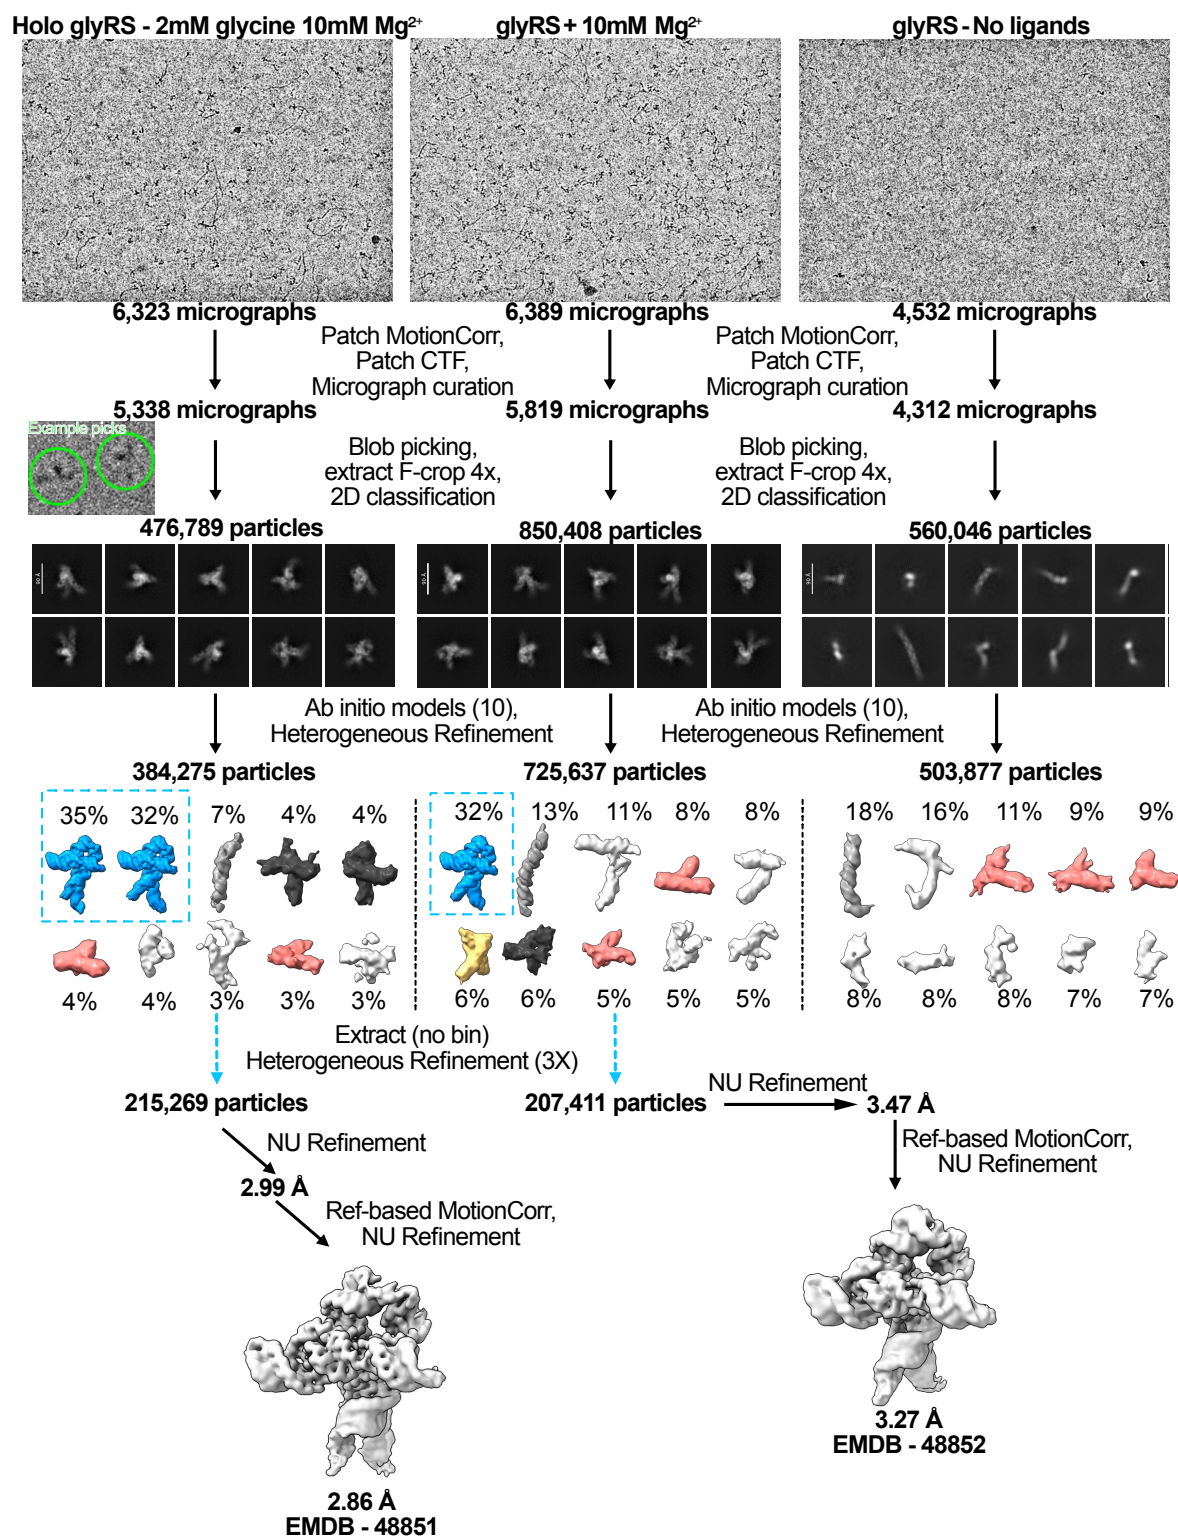 Holo glyRS - 2mM glycine 10mM Mg²⁺
glyRS + 10mM Mg²⁺
glyRS - No ligands
6,323 micrographs
6,389 micrographs
4,532 micrographs
Patch MotionCorr,
Patch CTF,
Micrograph curation
Patch MotionCorr,
Patch CTF,
Micrograph curation
5,338 micrographs
5,819 micrographs
4,312 micrographs
Example picks
Blob picking,
extract F-crop 4x,
2D classification
Blob picking,
extract F-crop 4x,
2D classification
476,789 particles
850,408 particles
560,046 particles
90 Å
90 Å
90 Å
Ab initio models (10),
Heterogeneous Refinement
Ab initio models (10),
Heterogeneous Refinement
384,275 particles
725,637 particles
503,877 particles
35% 32% 7% 4% 4%
32% 13% 11% 8% 8%
18% 16% 11% 9% 9%
4% 4% 3% 3% 3%
6% 6% 5% 5% 5%
8% 8% 8% 7% 7%
Extract (no bin)
Heterogeneous Refinement (3X)
215,269 particles
207,411 particles
NU Refinement
3.47 Å
NU Refinement
2.99 Å
Ref-based MotionCorr,
NU Refinement
Ref-based MotionCorr,
NU Refinement
3.27 Å
EMDB - 48852
2.86 Å
EMDB - 48851